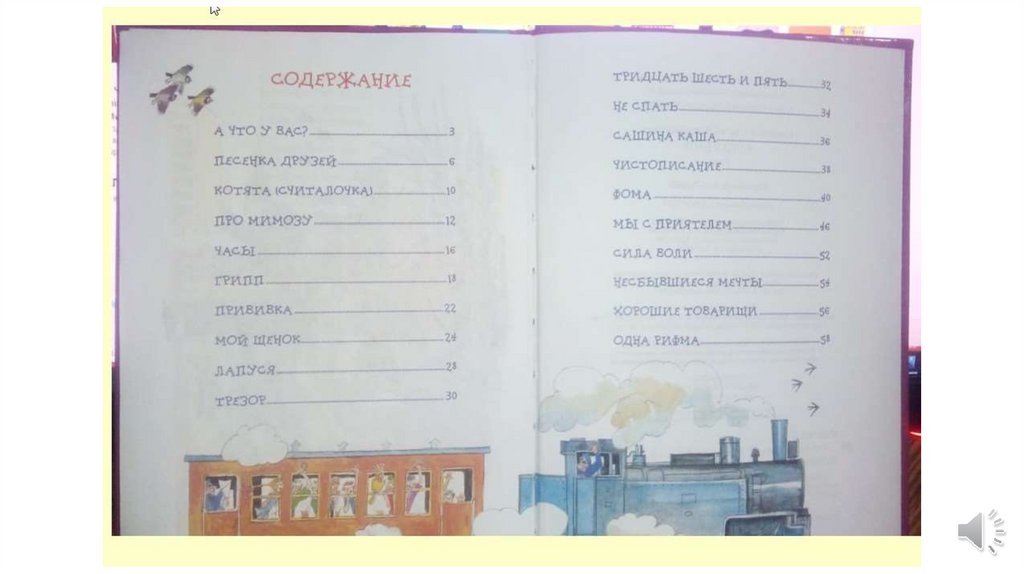 СОДЕРЖАНИЕ
А ЧТО У ВАС? 3
ПЕСЕНКА ДРУЗЕЙ 6
КОТЯТА (СЧИТАЛОЧКА) 10
ПРО МИМОЗУ 12
ЧАСЫ 16
ГРИПП 18
ПРИВИВКА 22
МОЙ ЩЕНОК 24
ЛАПУСЯ 28
ТРЕЗОР 30
ТРИДЦАТЬ ШЕСТЬ И ПЯТЬ 32
НЕ СПАТЬ 34
САШИНА КАША 36
ЧИСТОПИСАНИЕ 38
ФОМА 40
МЫ С ПРИЯТЕЛЕМ 46
СИЛА ВОЛИ 52
НЕСБЫВШИЕСЯ МЕЧТЫ 54
ХОРОШИЕ ТОВАРИЩИ 56
ОДНА РИФМА 58